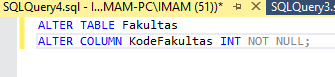 SQLQuery4.sql - I...MAM-PC\IMAM (51))*
SQLQuery3.s
ALTER TABLE Fakultas
ALTER COLUMN KodeFakultas INT NOT NULL;